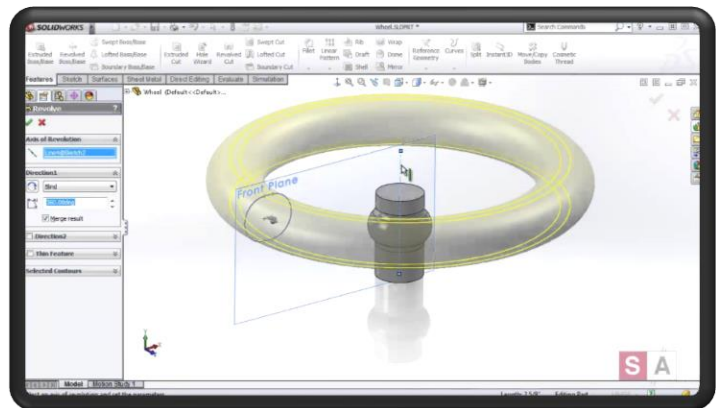 SOLIDWORKS
Wheel.SLDPRT *
Search Commands
Extruded Boss/Base
Revolved Boss/Base
Swept Boss/Base
Lofted Boss/Base
Boundary Boss/Base
Extruded Cut
Hole Wizard
Revolved Cut
Swept Cut
Lofted Cut
Boundary Cut
Fillet
Linear Pattern
Rib
Draft
Shell
Wrap
Dome
Mirror
Reference Geometry
Curves
Split
Instant3D
Move/Copy Bodies
Cosmetic Thread
Features
Sketch
Surfaces
Sheet Metal
Direct Editing
Evaluate
Simulation
Wheel (Default<<Default>...
Revolve
?
Axis of Revolution
Direction1
Blind
Merge result
Direction2
Thin Feature
Selected Contours
Front Plane
S A
Model
Motion Study 1
Editing Part